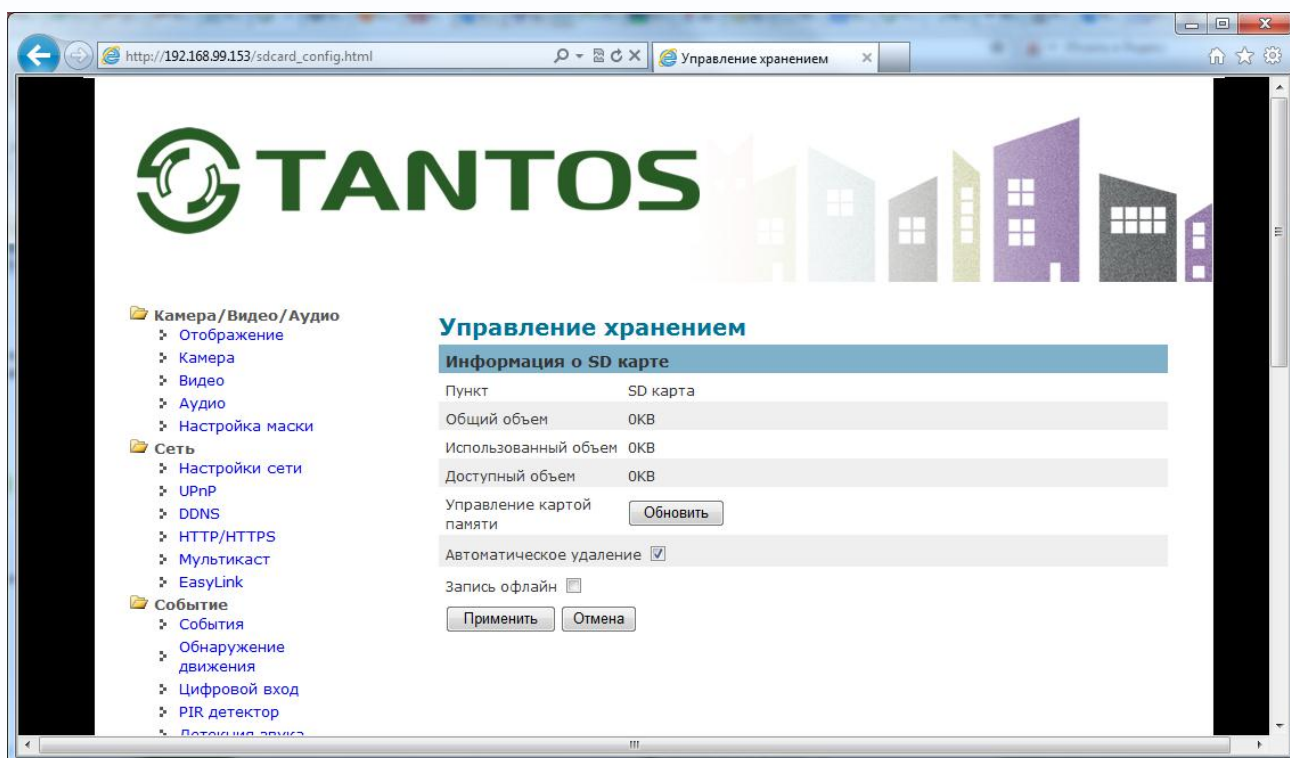 http://192.168.99.153/sdcard_config.html
Управление хранением
TANTOS
Камера/Видео/Аудио
Отображение
Камера
Видео
Аудио
Настройка маски
Сеть
Настройки сети
UPnP
DDNS
HTTP/HTTPS
Мультикаст
EasyLink
Событие
События
Обнаружение
движения
Цифровой вход
PIR детектор
Детекция звука
Управление хранением
Информация о SD карте
Пункт SD карта
Общий объем 0KB
Использованный объем 0KB
Доступный объем 0KB
Управление картой
памяти
Обновить
Автоматическое удаление
Запись офлайн
Применить Отмена